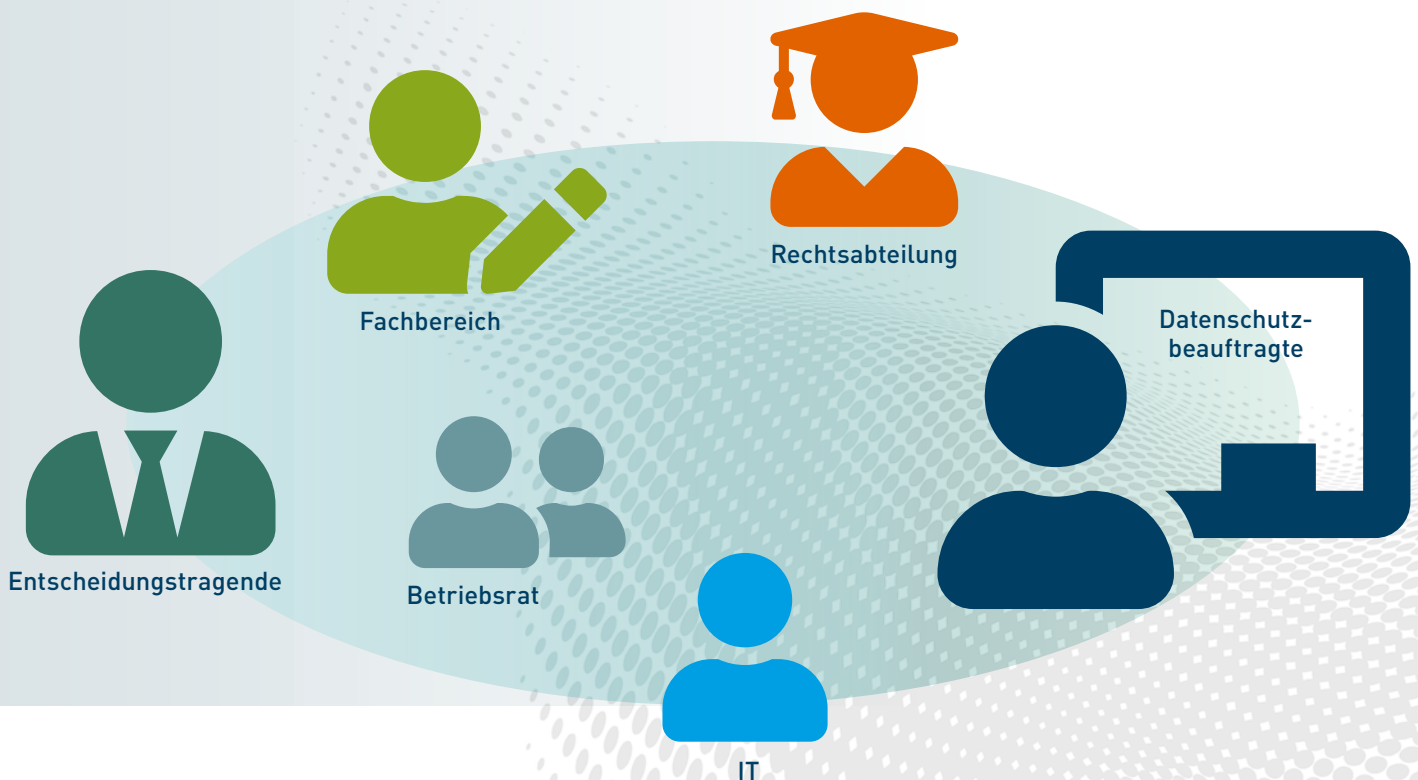 Rechtsabteilung
Fachbereich
Datenschutz-
beauftragte
Entscheidungstragende
Betriebsrat
IT